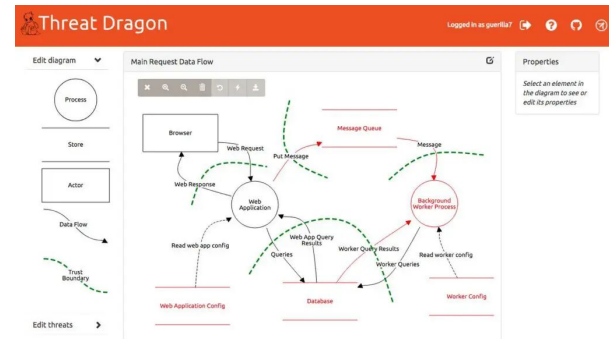 Threat Dragon
Logged in as guerilla7
Edit diagram
Process
Store
Actor
Data Flow
Trust
Boundary
Edit threats
Main Request Data Flow
Browser
Web Request
Web Response
Put Message
Message Queue
Message
Web
Application
Background
Worker Process
Read web app config
Queries
Web App Query
Results
Worker Query Results
Worker Queries
Read worker config
Web Application Config
Database
Worker Config
Properties
Select an element in
the diagram to see or
edit its properties